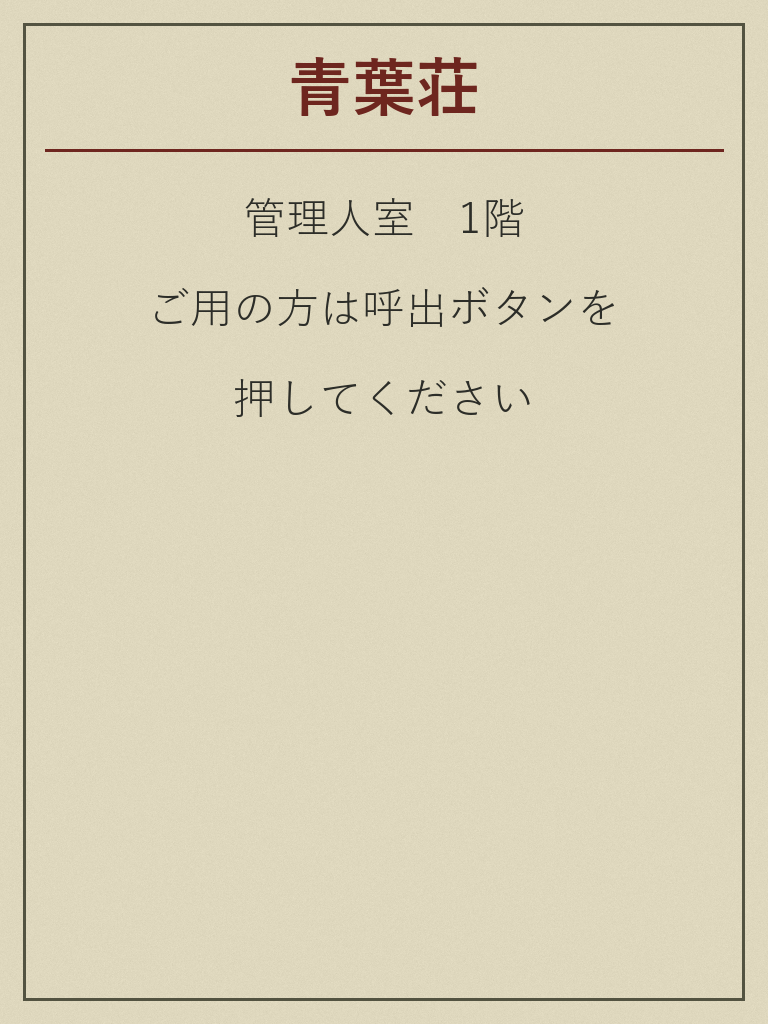 青葉荘
管理人室　1階
ご用の方は呼出ボタンを
押してください